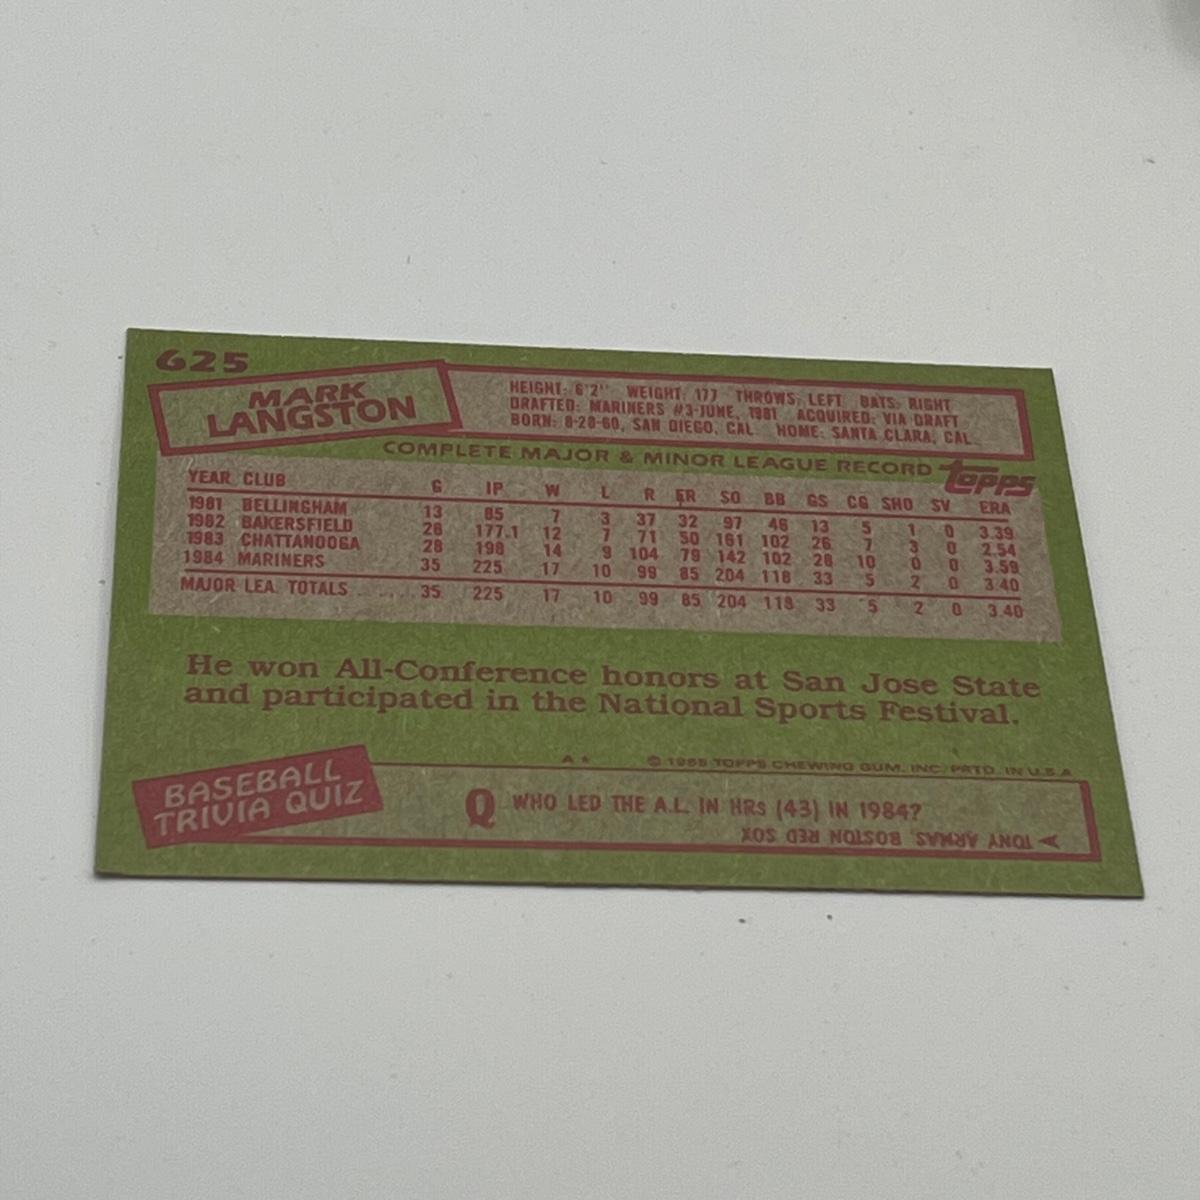 625
MARK
LANGSTON
HEIGHT: 6'2" WEIGHT: 177 THROWS: LEFT BATS: RIGHT
DRAFTED: MARINERS #3-JUNE, 1981 ACQUIRED: VIA DRAFT
BORN: 8-20-60, SAN DIEGO, CAL HOME: SANTA CLARA, CAL.
COMPLETE MAJOR & MINOR LEAGUE RECORD topps
YEAR CLUB G IP W L R ER SO BB GS CG SHO SV ERA
1981 BELLINGHAM 13 85 7 3 37 32 97 46 13 5 1 0 3.39
1982 BAKERSFIELD 26 177.1 12 7 71 50 161 102 26 7 3 0 2.54
1983 CHATTANOOGA 28 198 14 9 104 79 142 102 28 10 0 0 3.59
1984 MARINERS 35 225 17 10 99 85 204 118 33 5 2 0 3.40
MAJOR LEA. TOTALS ...... 35 225 17 10 99 85 204 118 33 5 2 0 3.40
He won All-Conference honors at San Jose State
and participated in the National Sports Festival.
A* © 1985 TOPPS CHEWING GUM, INC. PRTD. IN U.S.A.
BASEBALL
TRIVIA QUIZ
Q WHO LED THE A.L. IN HRs (43) IN 1984?
A TONY ARMAS, BOSTON RED SOX